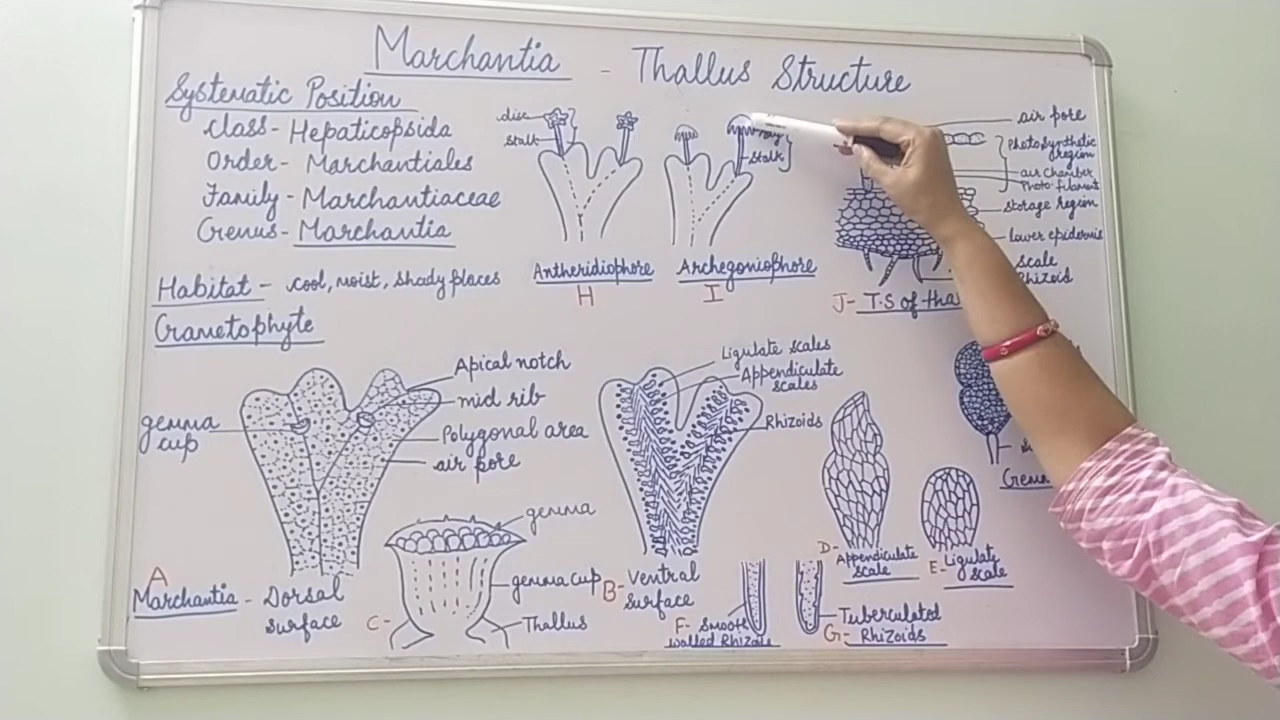 Marchantia - Thallus Structure
Systematic Position
Class - Hepaticopsida
Order - Marchantiales
Family - Marchantiaceae
Genus - Marchantia
Habitat - cool, moist, shady places
Gametophyte
disc
Stalk
Antheridiophore
H
Stalk
Archegoniophore
I
air pore
Photosynthetic
region
air chamber
Photo. filament
Storage region
lower epidermis
scale
Rhizoid
J- T.S of tha
Apical notch
mid rib
gemma
cup
Polygonal area
air pore
A
Marchantia - Dorsal
surface
gemma
gemma cup
C- Thallus
Ligulate scales
Appendiculate
scales
Rhizoids
B- Ventral
surface
D- Appendiculate
scale
E- Ligulate
scale
F- Smooth
walled Rhizoids
Tuberculated
G- Rhizoids
Gemm